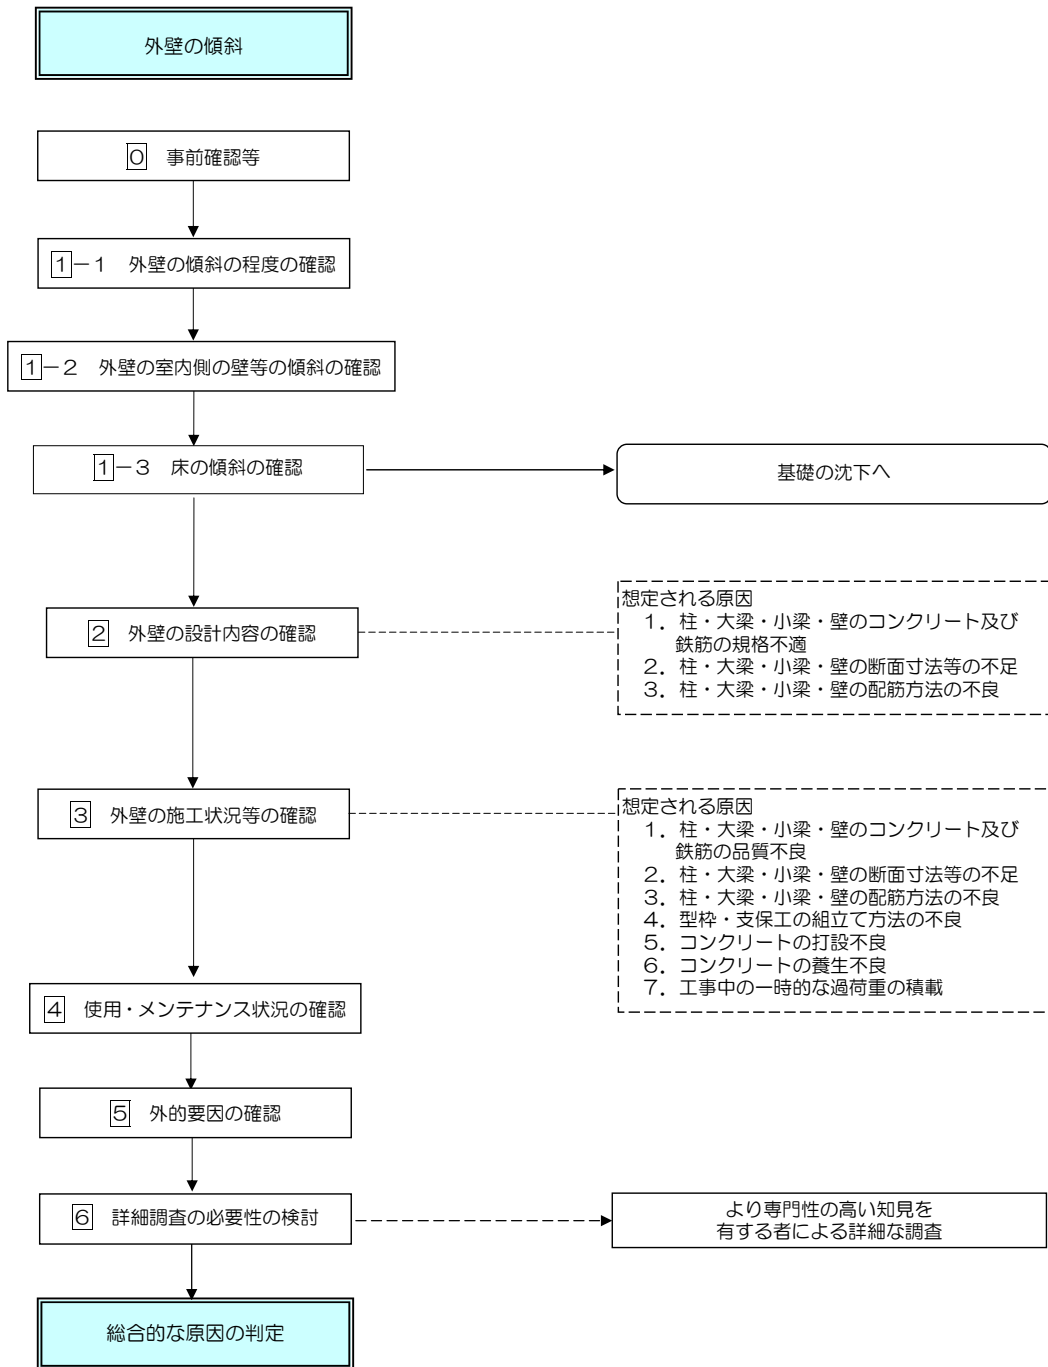 外壁の傾斜
0 事前確認等
1－1 外壁の傾斜の程度の確認
1－2 外壁の室内側の壁等の傾斜の確認
1－3 床の傾斜の確認
基礎の沈下へ
2 外壁の設計内容の確認
想定される原因
1．柱・大梁・小梁・壁のコンクリート及び
鉄筋の規格不適
2．柱・大梁・小梁・壁の断面寸法等の不足
3．柱・大梁・小梁・壁の配筋方法の不良
3 外壁の施工状況等の確認
想定される原因
1．柱・大梁・小梁・壁のコンクリート及び
鉄筋の品質不良
2．柱・大梁・小梁・壁の断面寸法等の不足
3．柱・大梁・小梁・壁の配筋方法の不良
4．型枠・支保工の組立て方法の不良
5．コンクリートの打設不良
6．コンクリートの養生不良
7．工事中の一時的な過荷重の積載
4 使用・メンテナンス状況の確認
5 外的要因の確認
6 詳細調査の必要性の検討
より専門性の高い知見を
有する者による詳細な調査
総合的な原因の判定